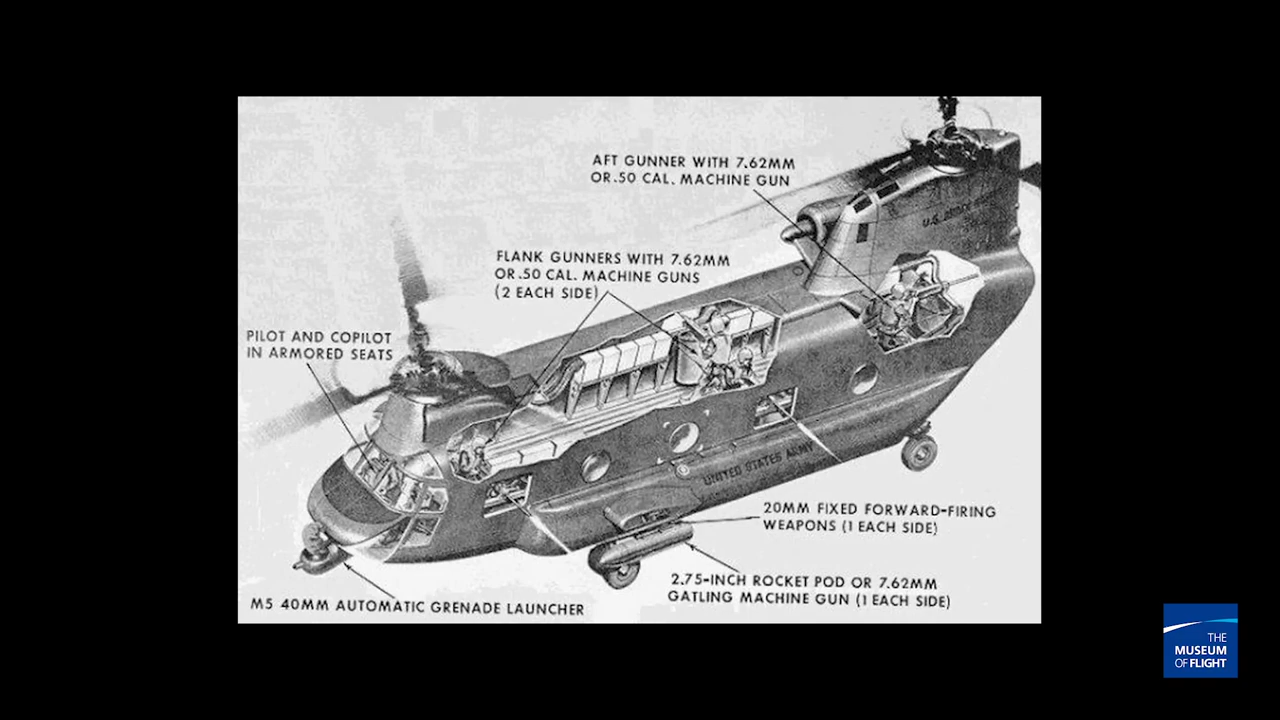 AFT GUNNER WITH 7.62MM
OR .50 CAL. MACHINE GUN
FLANK GUNNERS WITH 7.62MM
OR .50 CAL. MACHINE GUNS
(2 EACH SIDE)
PILOT AND COPILOT
IN ARMORED SEATS
UNITED STATES ARMY
20MM FIXED FORWARD-FIRING
WEAPONS (1 EACH SIDE)
2.75-INCH ROCKET POD OR 7.62MM
GATLING MACHINE GUN (1 EACH SIDE)
M5 40MM AUTOMATIC GRENADE LAUNCHER
THE
MUSEUM
OF FLIGHT